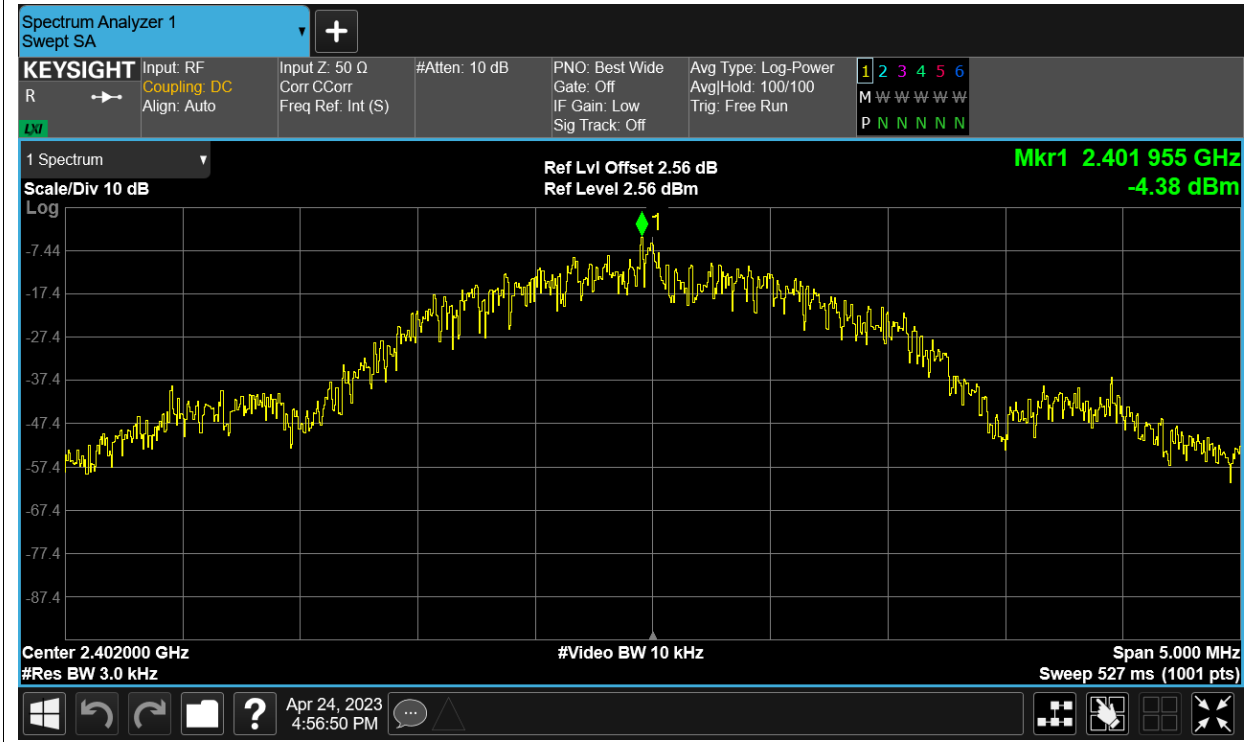 Spectrum Analyzer 1
Swept SA
KEYSIGHT
R
LXI
Input: RF
Coupling: DC
Align: Auto
Input Z: 50 Ω
Corr CCorr
Freq Ref: Int (S)
#Atten: 10 dB
PNO: Best Wide
Gate: Off
IF Gain: Low
Sig Track: Off
Avg Type: Log-Power
Avg|Hold: 100/100
Trig: Free Run
1 2 3 4 5 6
M W W W W W
P N N N N N
1 Spectrum
Scale/Div 10 dB
Ref Lvl Offset 2.56 dB
Ref Level 2.56 dBm
Mkr1 2.401 955 GHz
-4.38 dBm
Log
1
-7.44
-17.4
-27.4
-37.4
-47.4
-57.4
-67.4
-77.4
-87.4
Center 2.402000 GHz
#Video BW 10 kHz
Span 5.000 MHz
#Res BW 3.0 kHz
Sweep 527 ms (1001 pts)
?
Apr 24, 2023
4:56:50 PM